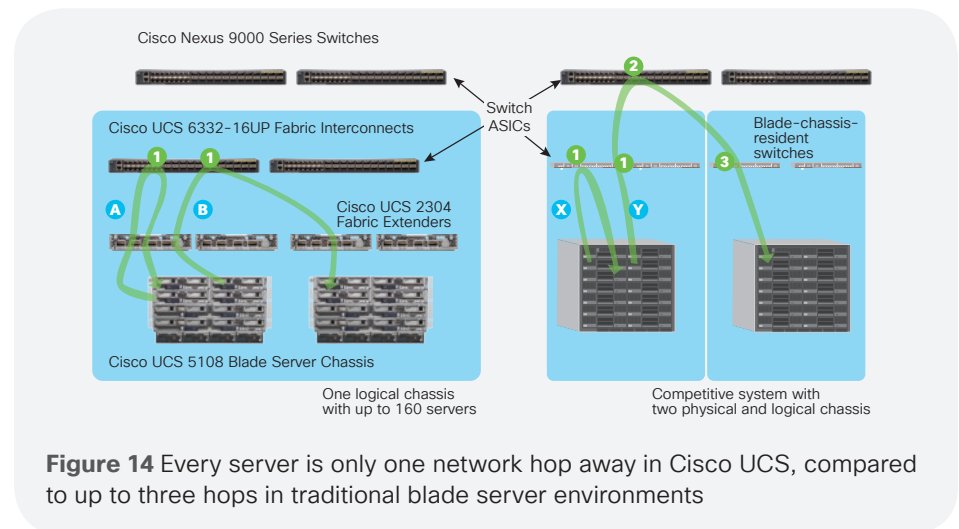 Cisco Nexus 9000 Series Switches
Switch
ASICs
Cisco UCS 6332-16UP Fabric Interconnects
1
1
A
B
Cisco UCS 2304
Fabric Extenders
Cisco UCS 5108 Blade Server Chassis
One logical chassis
with up to 160 servers
2
Blade-chassis-
resident
switches
1
1
3
X
Y
Competitive system with
two physical and logical chassis
Figure 14 Every server is only one network hop away in Cisco UCS, compared
to up to three hops in traditional blade server environments